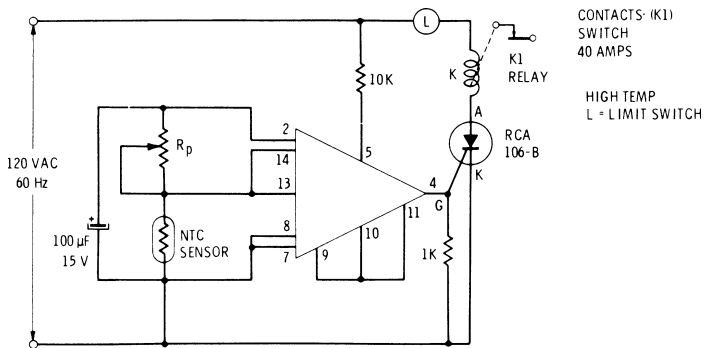 CONTACTS· (K1)
SWITCH
40 AMPS
HIGH TEMP
L = LIMIT SWITCH
L
K
K1
RELAY
A
RCA
106-B
K
10K
5
2
14
13
8
7
9
10
11
4
G
1K
RP
NTC
SENSOR
+
100 µF
15 V
120 VAC
60 Hz